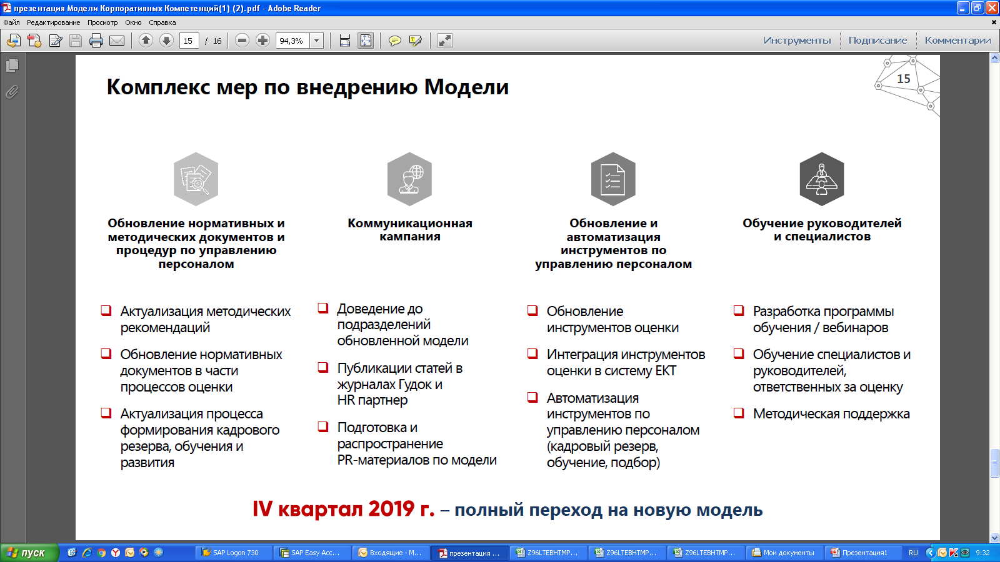 презентация Модели Корпоративных Компетенций(1) (2).pdf - Adobe Reader
Файл Редактирование Просмотр Окно Справка
15 / 16 94,3% Инструменты Подписание Комментарии
15
Комплекс мер по внедрению Модели
Обновление нормативных и
методических документов и
процедур по управлению
персоналом
Актуализация методических
рекомендаций
Обновление нормативных
документов в части
процессов оценки
Актуализация процесса
формирования кадрового
резерва, обучения и
развития
Коммуникационная
кампания
Доведение до
подразделений
обновленной модели
Публикации статей в
журналах Гудок и
HR партнер
Подготовка и
распространение
PR-материалов по модели
Обновление и
автоматизация
инструментов по
управлению персоналом
Обновление
инструментов оценки
Интеграция инструментов
оценки в систему ЕКТ
Автоматизация
инструментов по
управлению персоналом
(кадровый резерв,
обучение, подбор)
Обучение руководителей
и специалистов
Разработка программы
обучения / вебинаров
Обучение специалистов и
руководителей,
ответственных за оценку
Методическая поддержка
IV квартал 2019 г. – полный переход на новую модель
пуск SAP Logon 730 SAP Easy Acc... Входящие - M... презентация ... Z96LTEBHTMP... Z96LTEBHTMP... Z96LTEBHTMP... Мои документы Презентация1 RU 9:32